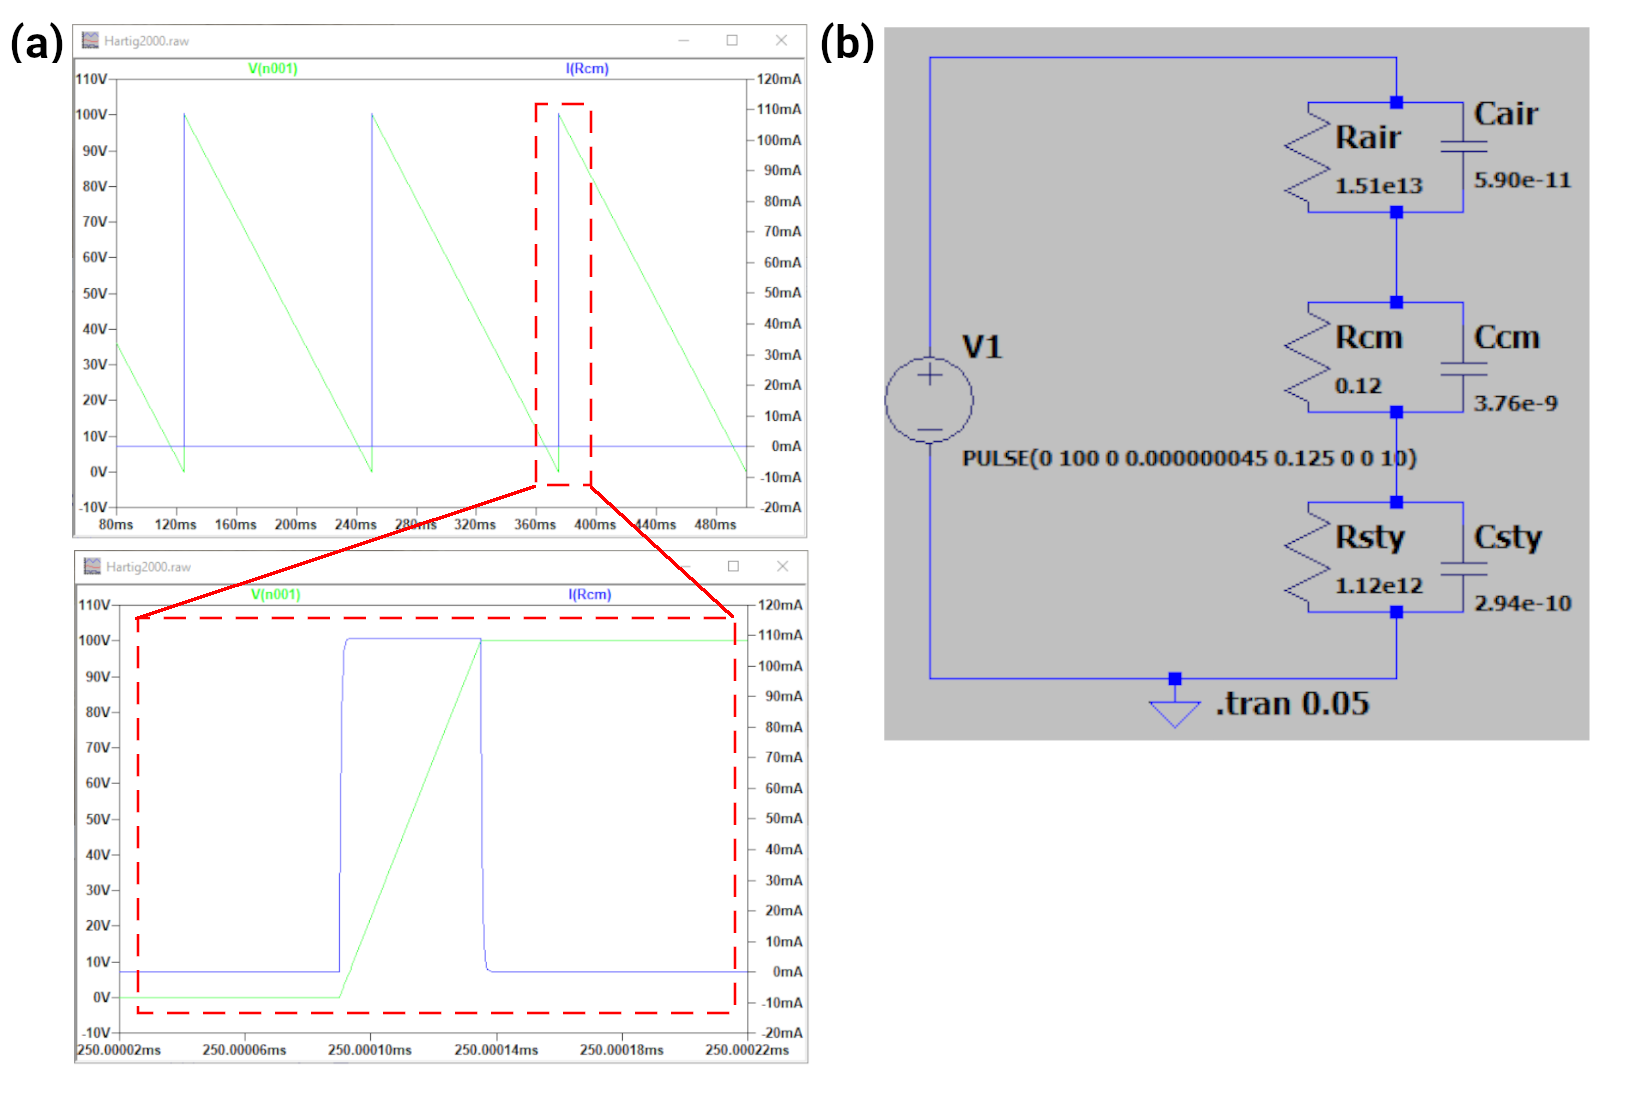 (a)
Hartig2000.raw
V(n001)
I(Rcm)
110V
100V
90V
80V
70V
60V
50V
40V
30V
20V
10V
0V
-10V
120mA
110mA
100mA
90mA
80mA
70mA
60mA
50mA
40mA
30mA
20mA
10mA
0mA
-10mA
-20mA
80ms 120ms 160ms 200ms 240ms 280ms 320ms 360ms 400ms 440ms 480ms
Hartig2000.raw
V(n001)
I(Rcm)
110V
100V
90V
80V
70V
60V
50V
40V
30V
20V
10V
0V
-10V
120mA
110mA
100mA
90mA
80mA
70mA
60mA
50mA
40mA
30mA
20mA
10mA
0mA
-10mA
-20mA
250.00002ms 250.00006ms 250.00010ms 250.00014ms 250.00018ms 250.00022ms
(b)
V1
PULSE(0 100 0 0.000000045 0.125 0 0 10)
Rair
1.51e13
Cair
5.90e-11
Rcm
0.12
Ccm
3.76e-9
Rsty
1.12e12
Csty
2.94e-10
.tran 0.05